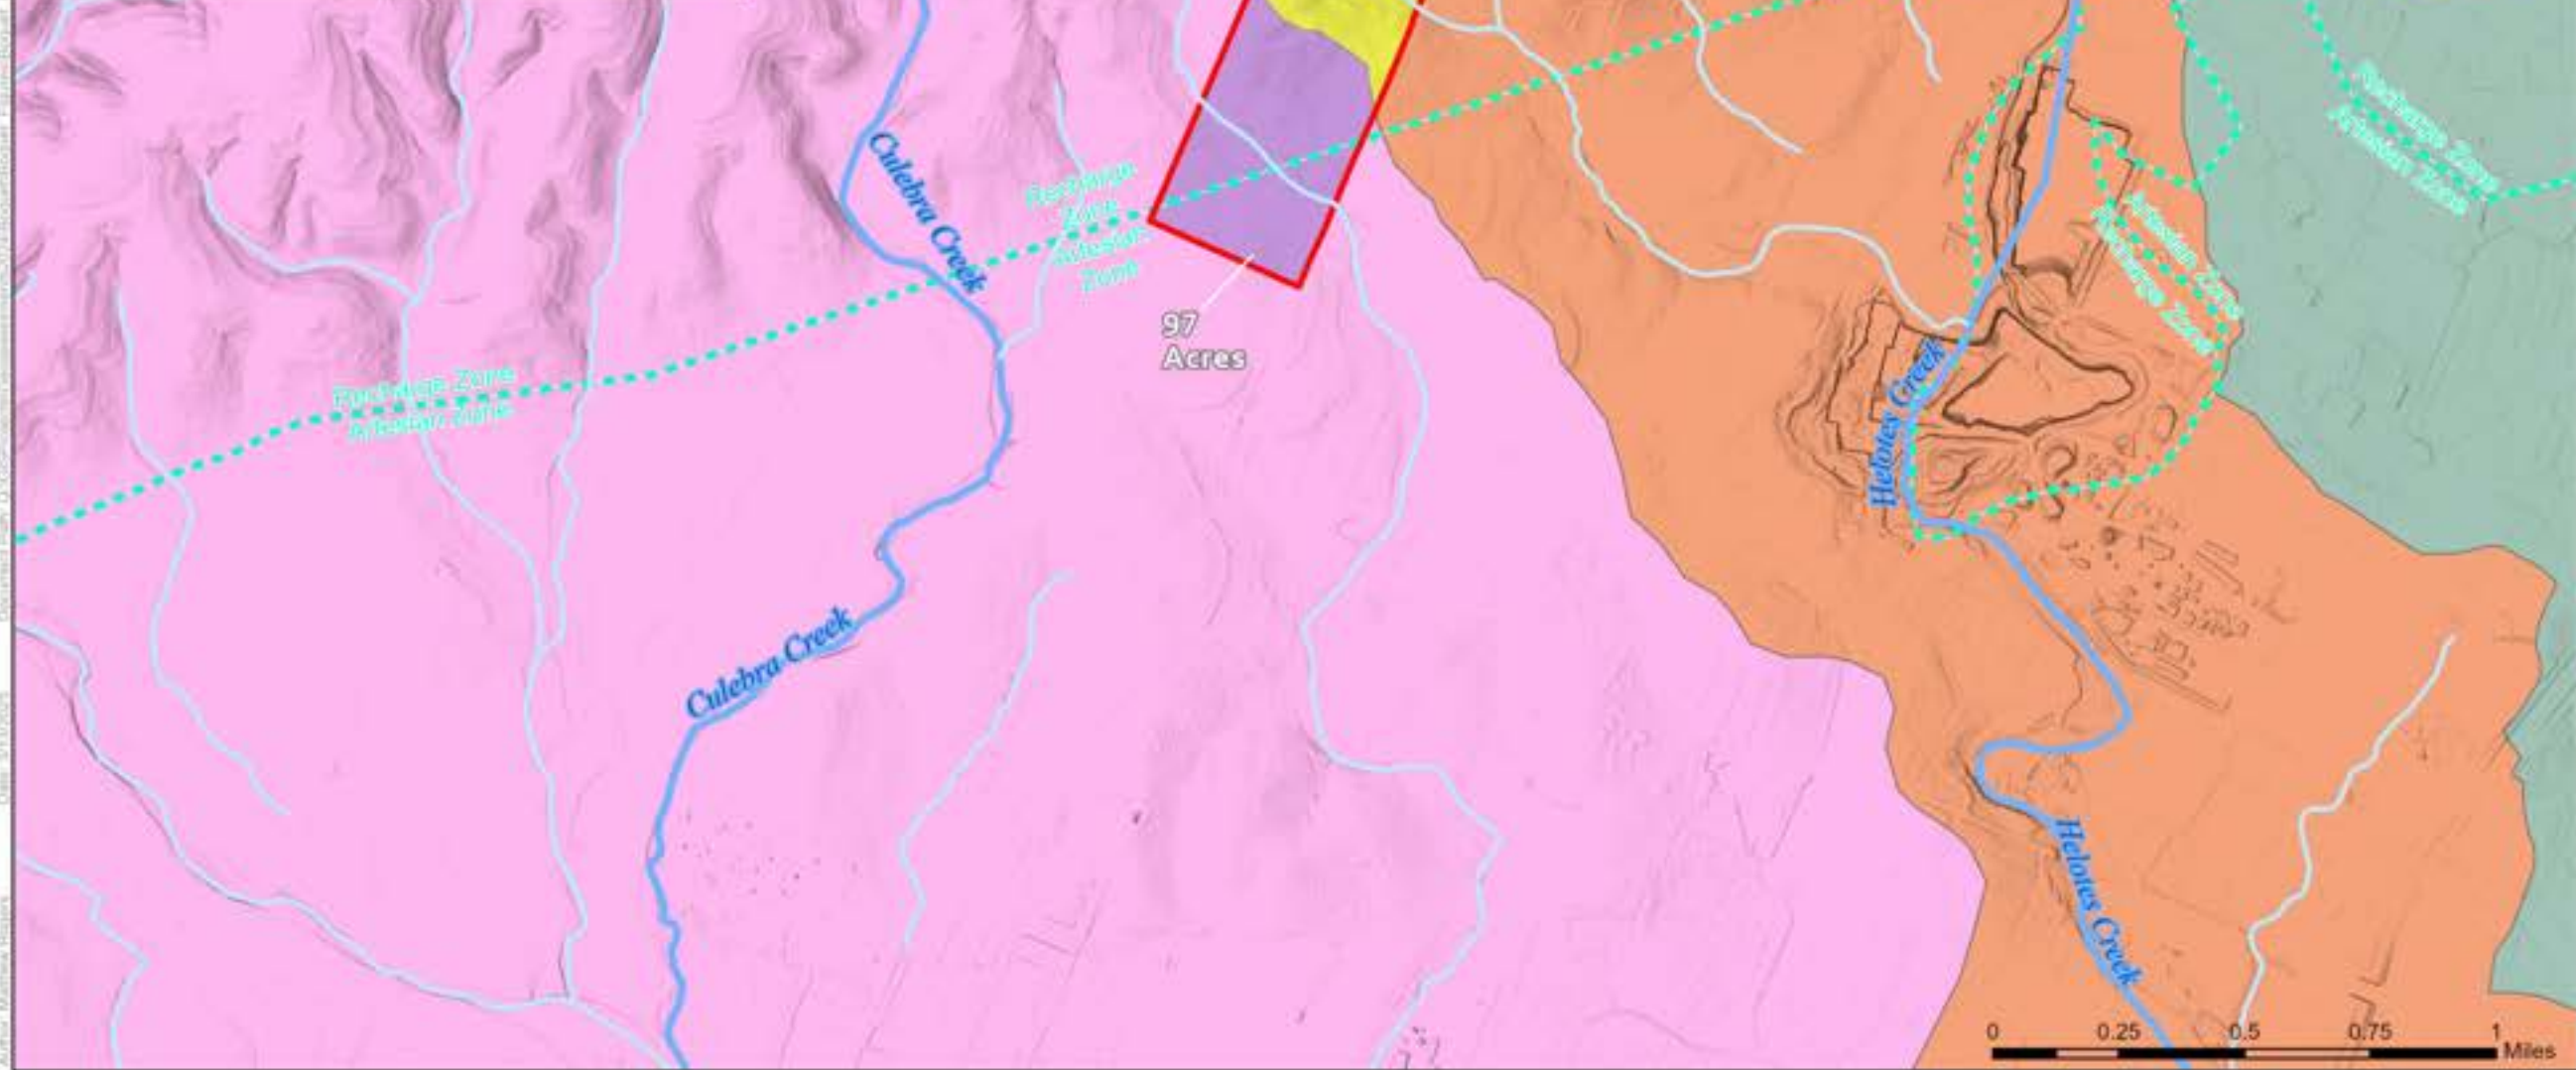 Culebra Creek
Recharge Zone
Artesian Zone
Recharge
Zone
Artesian
Zone
97
Acres
Recharge Zone
Artesian Zone
Artesian Zone
Recharge Zone
Helotes Creek
Culebra Creek
Helotes Creek
0 0.25 0.5 0.75 1
Miles